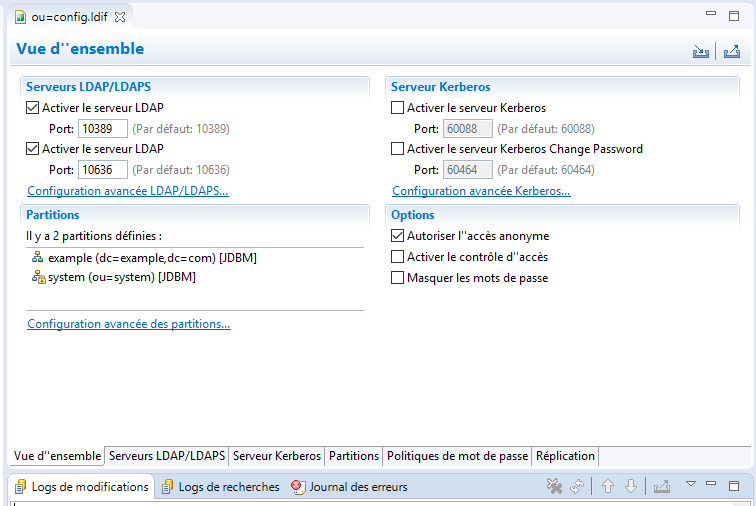 ou=config.ldif
Vue d''ensemble
Serveurs LDAP/LDAPS
Activer le serveur LDAP
Port: 10389 (Par défaut: 10389)
Activer le serveur LDAP
Port: 10636 (Par défaut: 10636)
Configuration avancée LDAP/LDAPS...
Serveur Kerberos
Activer le serveur Kerberos
Port: 60088 (Par défaut: 60088)
Activer le serveur Kerberos Change Password
Port: 60464 (Par défaut: 60464)
Configuration avancée Kerberos...
Partitions
Il y a 2 partitions définies :
example (dc=example,dc=com) [JDBM]
system (ou=system) [JDBM]
Configuration avancée des partitions...
Options
Autoriser l''accès anonyme
Activer le contrôle d''accès
Masquer les mots de passe
Vue d''ensemble Serveurs LDAP/LDAPS Serveur Kerberos Partitions Politiques de mot de passe Réplication
Logs de modifications Logs de recherches Journal des erreurs